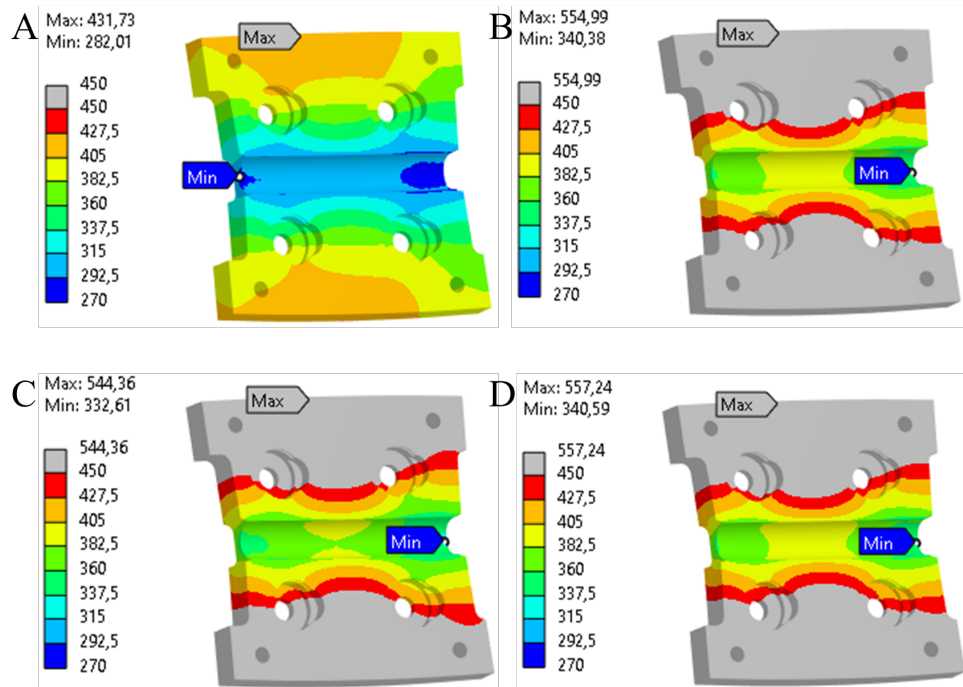 A
Max: 431,73
Min: 282,01
450
450
427,5
405
382,5
360
337,5
315
292,5
270
Max
Min
B
Max: 554,99
Min: 340,38
554,99
450
427,5
405
382,5
360
337,5
315
292,5
270
Max
Min
C
Max: 544,36
Min: 332,61
544,36
450
427,5
405
382,5
360
337,5
315
292,5
270
Max
Min
D
Max: 557,24
Min: 340,59
557,24
450
427,5
405
382,5
360
337,5
315
292,5
270
Max
Min